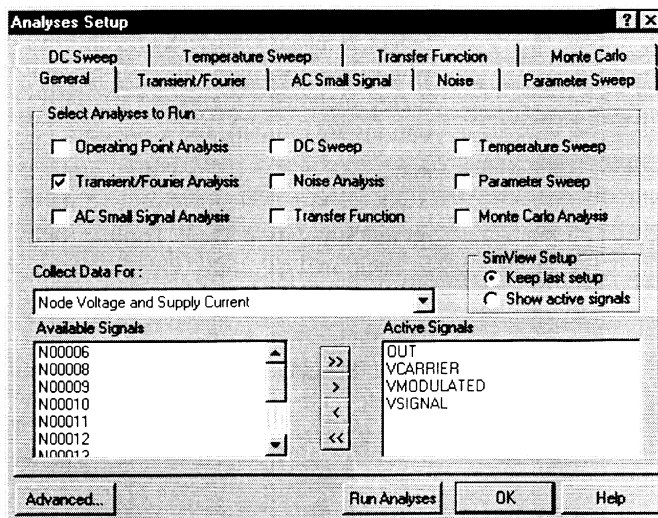 Analyses Setup
DC Sweep Temperature Sweep Transfer Function Monte Carlo
General Transient/Fourier AC Small Signal Noise Parameter Sweep
Select Analyses to Run
Operating Point Analysis DC Sweep Temperature Sweep
Transient/Fourier Analysis Noise Analysis Parameter Sweep
AC Small Signal Analysis Transfer Function Monte Carlo Analysis
Collect Data For :
Node Voltage and Supply Current
SimView Setup
Keep last setup
Show active signals
Available Signals
N00006
N00008
N00009
N00010
N00011
N00012
>>
>
<
<<
Active Signals
OUT
VCARRIER
VMODULATED
VSIGNAL
Advanced... Run Analyses OK Help